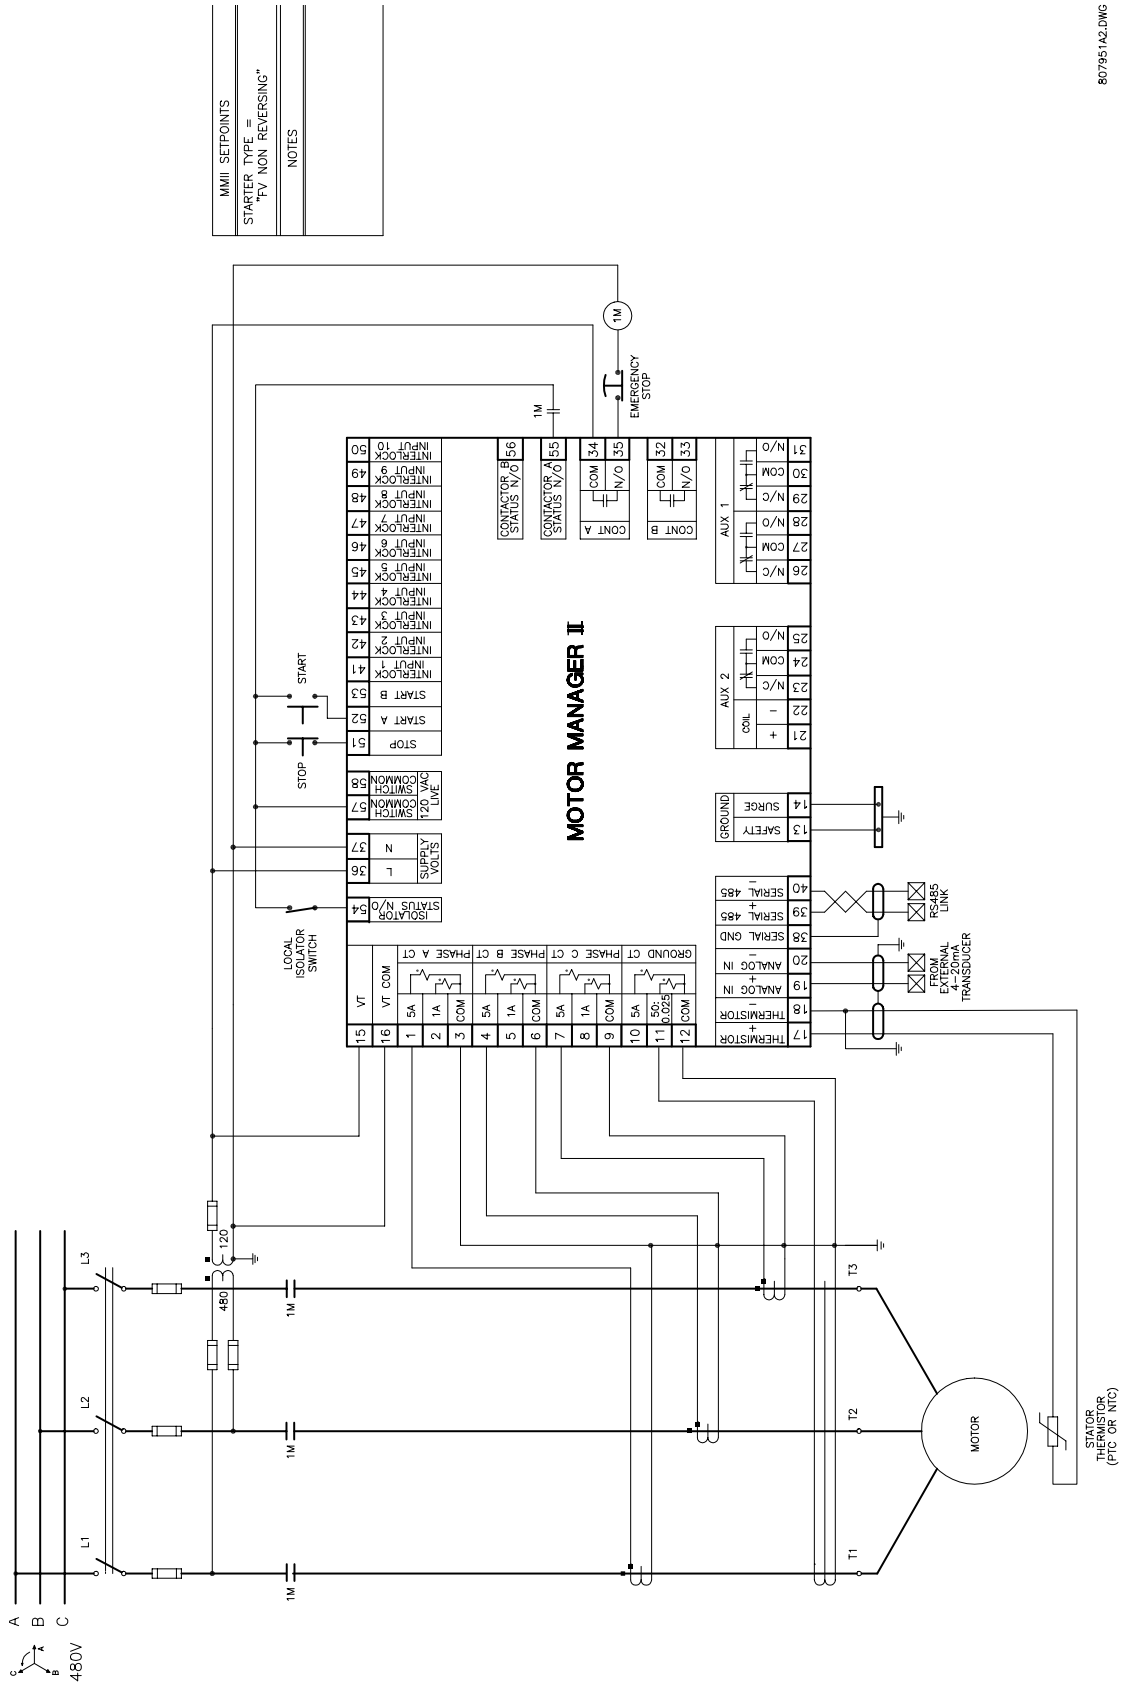 807951A2.DWG
MMII SETPOINTS
STARTER TYPE =
"FV NON REVERSING"
NOTES
A
B
C
480V
C
A
B
L1
L2
L3
480
120
1M
1M
1M
T1
T2
T3
MOTOR
STATOR
THERMISTOR
(PTC OR NTC)
LOCAL
ISOLATOR
SWITCH
STOP
START
1M
EMERGENCY
STOP
1M
MOTOR MANAGER II
54
ISOLATOR
STATUS N/O
36
L
37
N
SUPPLY
VOLTS
57
SWITCH
COMMON
58
SWITCH
COMMON
120 VAC
LIVE
51
STOP
52
START A
53
START B
41
INTERLOCK
INPUT 1
42
INTERLOCK
INPUT 2
43
INTERLOCK
INPUT 3
44
INTERLOCK
INPUT 4
45
INTERLOCK
INPUT 5
46
INTERLOCK
INPUT 6
47
INTERLOCK
INPUT 7
48
INTERLOCK
INPUT 8
49
INTERLOCK
INPUT 9
50
INTERLOCK
INPUT 10
CONTACTOR B
STATUS N/O
56
CONTACTOR A
STATUS N/O
55
CONT A
COM
34
N/O
35
CONT B
COM
32
N/O
33
15
VT
16
VT COM
1
5A
2
1A
3
COM
PHASE A CT
4
5A
5
1A
6
COM
PHASE B CT
7
5A
8
1A
9
COM
PHASE C CT
10
5A
11
50:
0.025
12
COM
GROUND CT
THERMISTOR
+
17
THERMISTOR
-
18
ANALOG IN
+
19
ANALOG IN
-
20
SERIAL GND
38
SERIAL 485
+
39
SERIAL 485
-
40
FROM
EXTERNAL
4-20mA
TRANSDUCER
RS485
LINK
GROUND
SAFETY
13
SURGE
14
AUX 2
COIL
+
21
-
22
N/C
23
COM
24
N/O
25
AUX 1
N/C
26
COM
27
N/O
28
N/C
29
COM
30
N/O
31